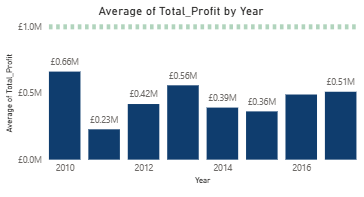 Average of Total_Profit by Year
£1.0M
£0.66M
£0.56M
£0.51M
£0.5M
£0.42M
£0.39M
£0.36M
£0.23M
£0.0M
2010
2012
2014
2016
Average of Total_Profit
Year